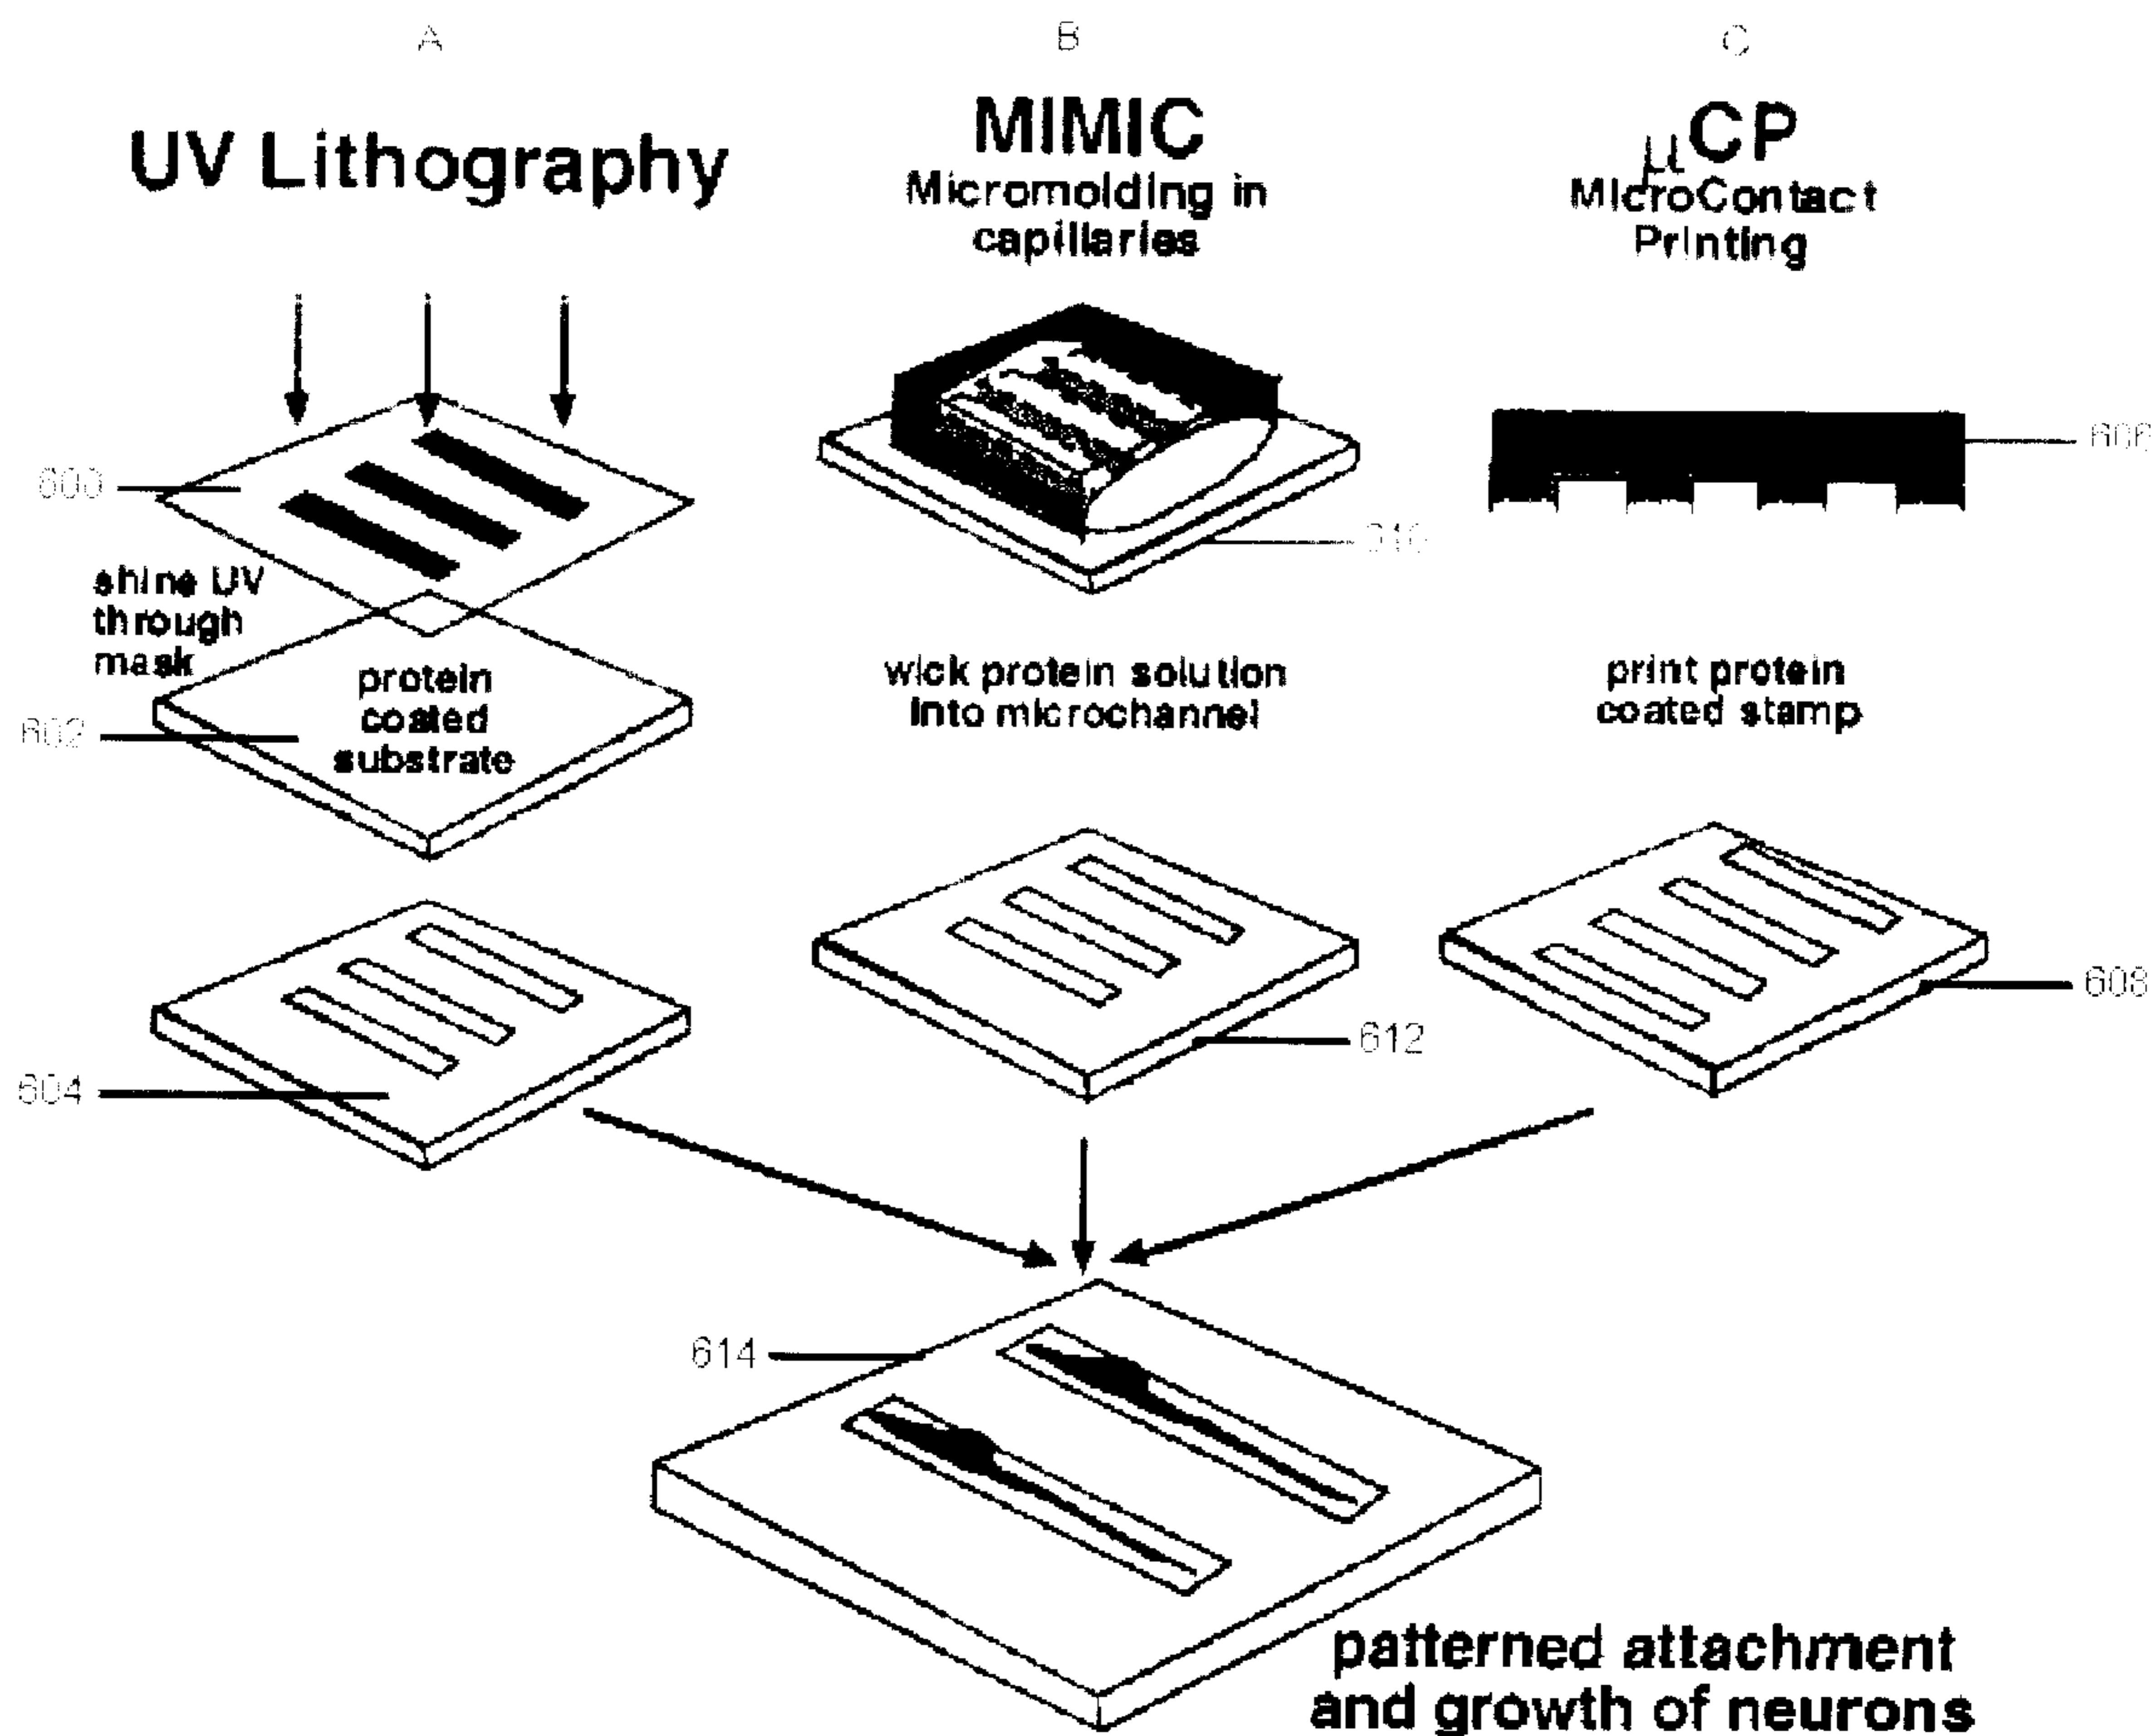 A
UV Lithography
600
shine UV
through
mask
protein
coated
substrate
602
604
B
MIMIC
Micromolding in
capillaries
wick protein solution
into microchannel
612
C
μCP
MicroContact
Printing
606
print protein
coated stamp
608
614
patterned attachment
and growth of neurons